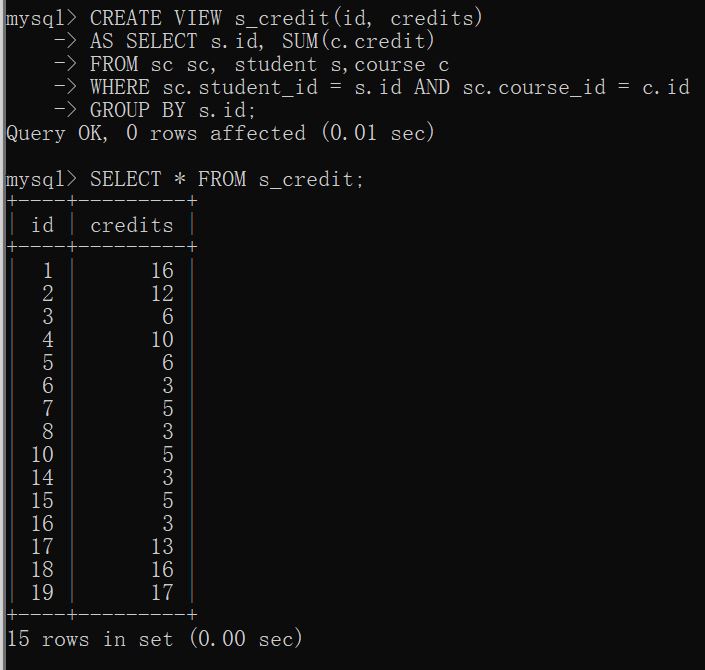 mysql> CREATE VIEW s_credit(id, credits)
    -> AS SELECT s.id, SUM(c.credit)
    -> FROM sc sc, student s,course c
    -> WHERE sc.student_id = s.id AND sc.course_id = c.id
    -> GROUP BY s.id;
Query OK, 0 rows affected (0.01 sec)

mysql> SELECT * FROM s_credit;
+----+---------+
| id | credits |
+----+---------+
|  1 |      16 |
|  2 |      12 |
|  3 |       6 |
|  4 |      10 |
|  5 |       6 |
|  6 |       3 |
|  7 |       5 |
|  8 |       3 |
| 10 |       5 |
| 14 |       3 |
| 15 |       5 |
| 16 |       3 |
| 17 |      13 |
| 18 |      16 |
| 19 |      17 |
+----+---------+
15 rows in set (0.00 sec)